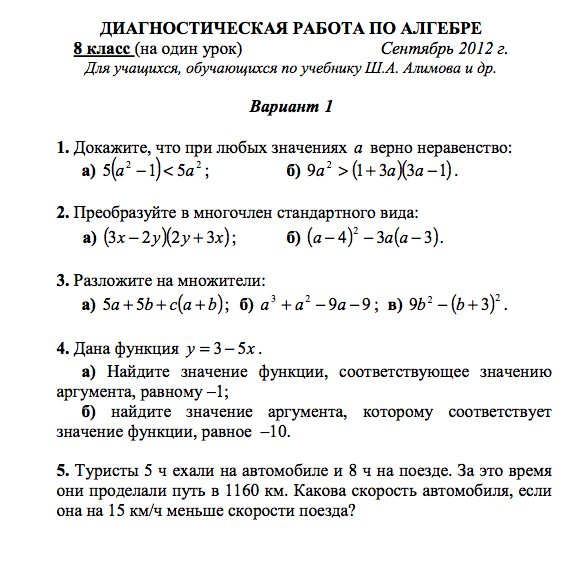 ДИАГНОСТИЧЕСКАЯ РАБОТА ПО АЛГЕБРЕ
8 класс (на один урок) Сентябрь 2012 г.
Для учащихся, обучающихся по учебнику Ш.А. Алимова и др.
Вариант 1
1. Докажите, что при любых значениях a верно неравенство:
а) 5(a² − 1) < 5a²; б) 9a² > (1 + 3a)(3a − 1).
2. Преобразуйте в многочлен стандартного вида:
а) (3x − 2y)(2y + 3x); б) (a − 4)² − 3a(a − 3).
3. Разложите на множители:
а) 5a + 5b + c(a + b); б) a³ + a² − 9a − 9; в) 9b² − (b + 3)².
4. Дана функция y = 3 − 5x.
а) Найдите значение функции, соответствующее значению
аргумента, равному −1;
б) найдите значение аргумента, которому соответствует
значение функции, равное −10.
5. Туристы 5 ч ехали на автомобиле и 8 ч на поезде. За это время
они проделали путь в 1160 км. Какова скорость автомобиля, если
она на 15 км/ч меньше скорости поезда?